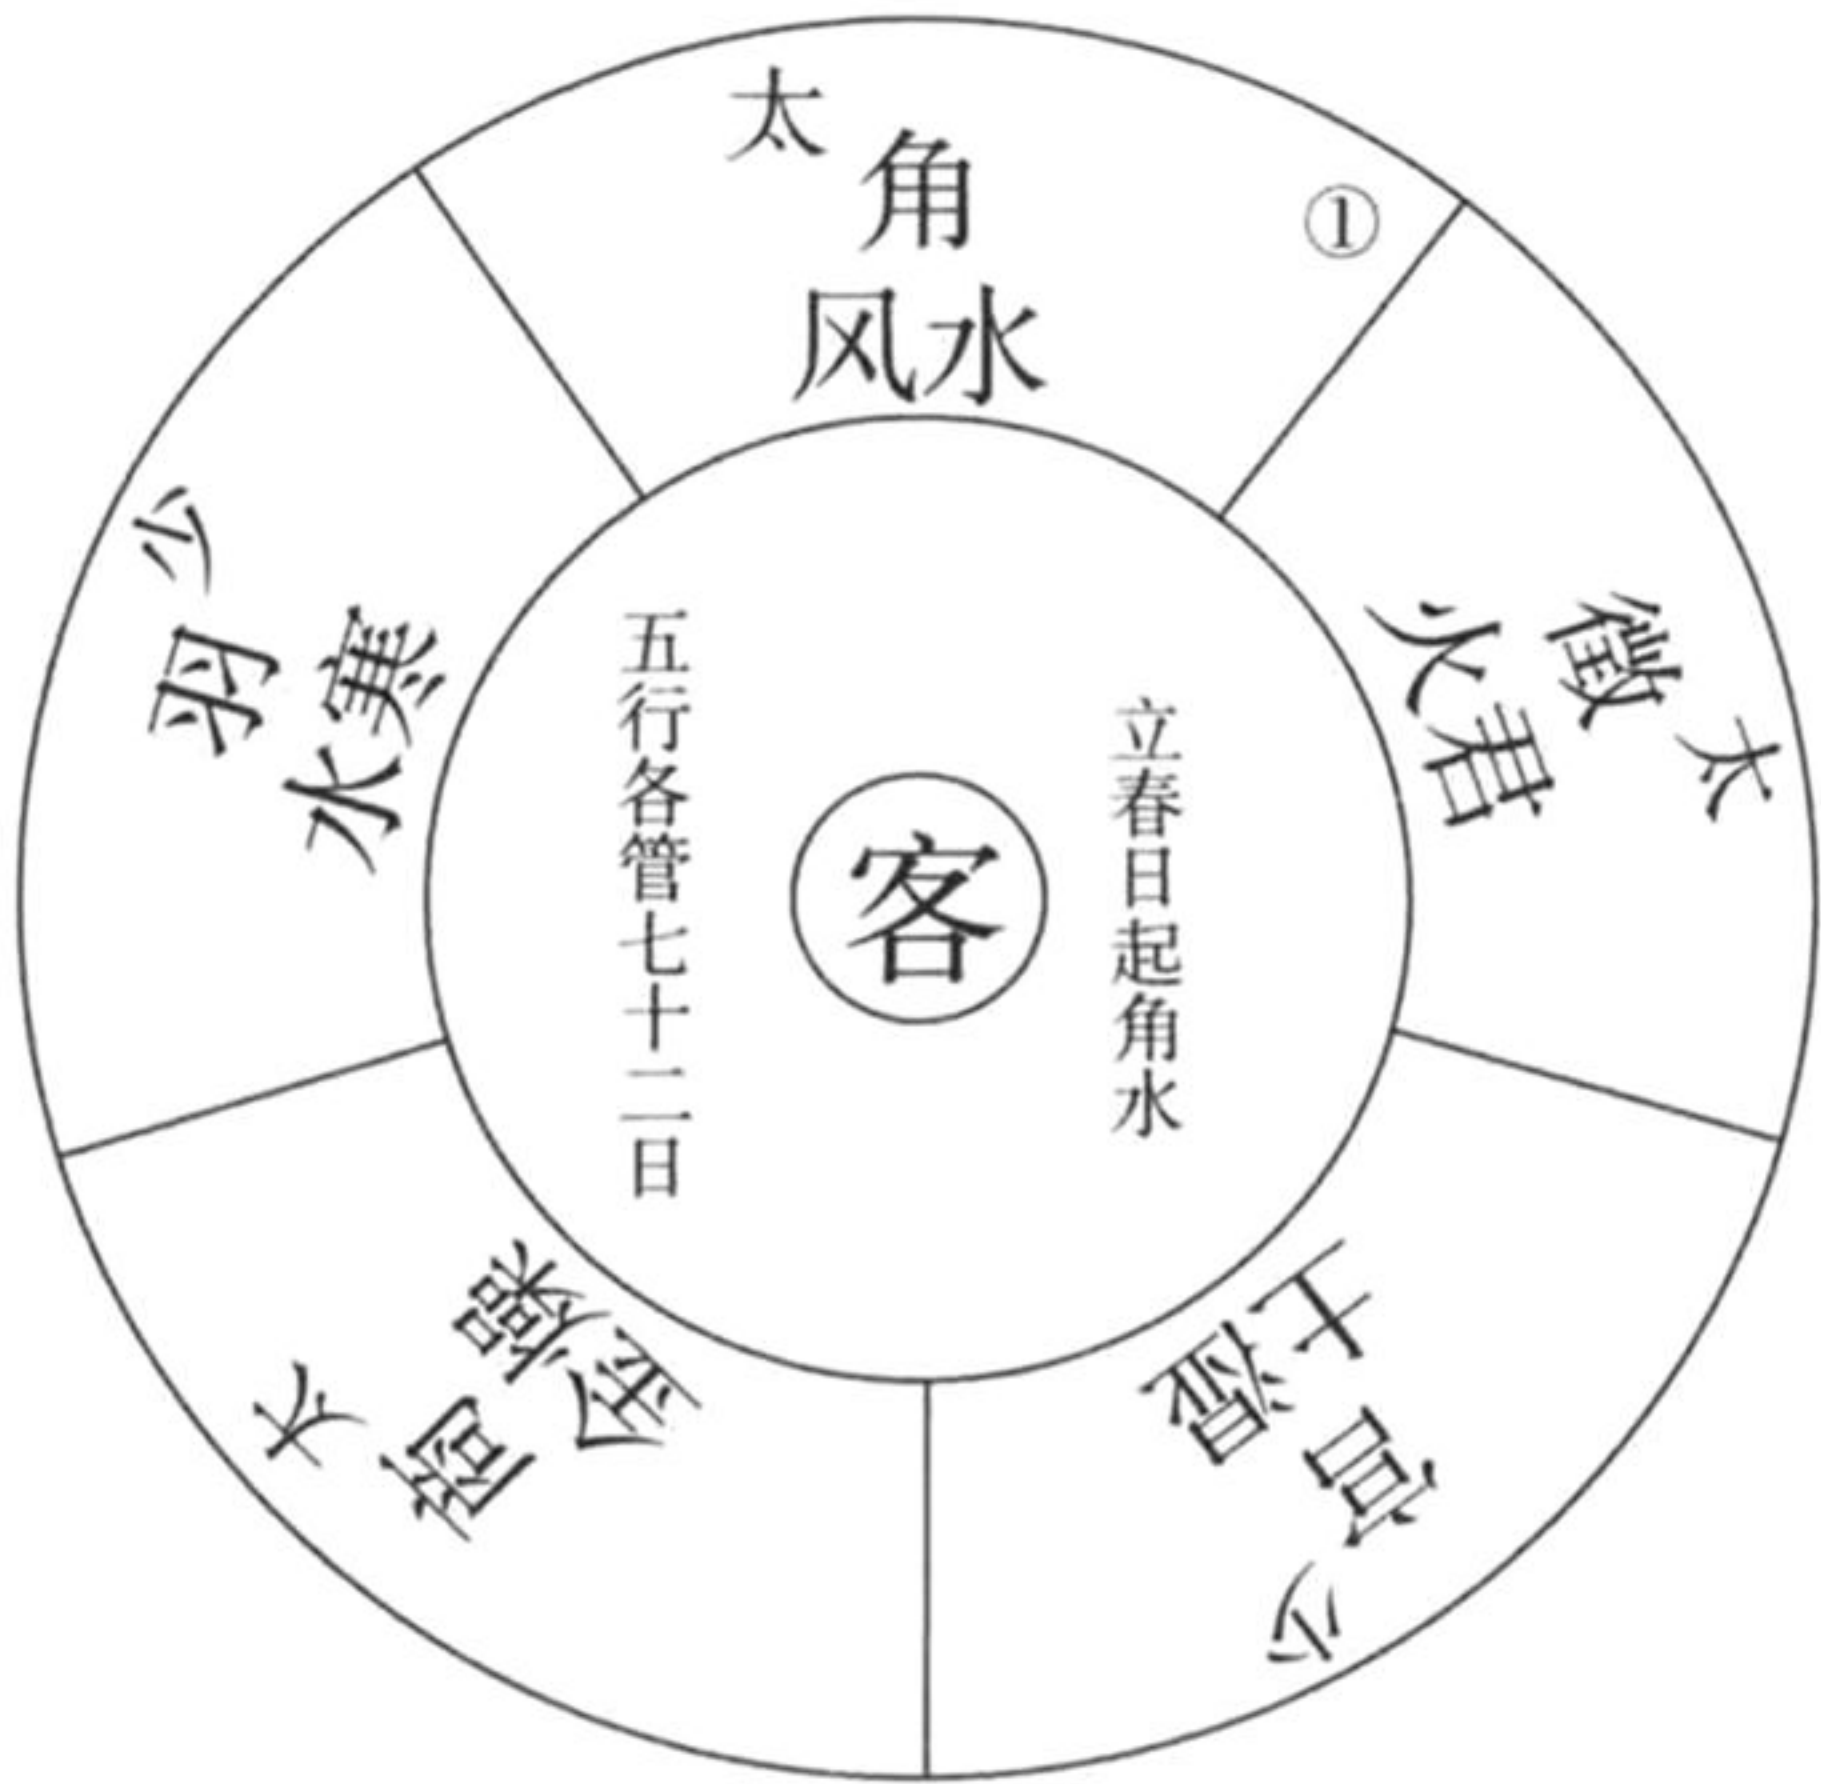 太
角
①
风水
太
徵
君火
少
宫
湿土
太
商
燥金
少
羽
寒水
客
立春日起角水
五行各管七十二日